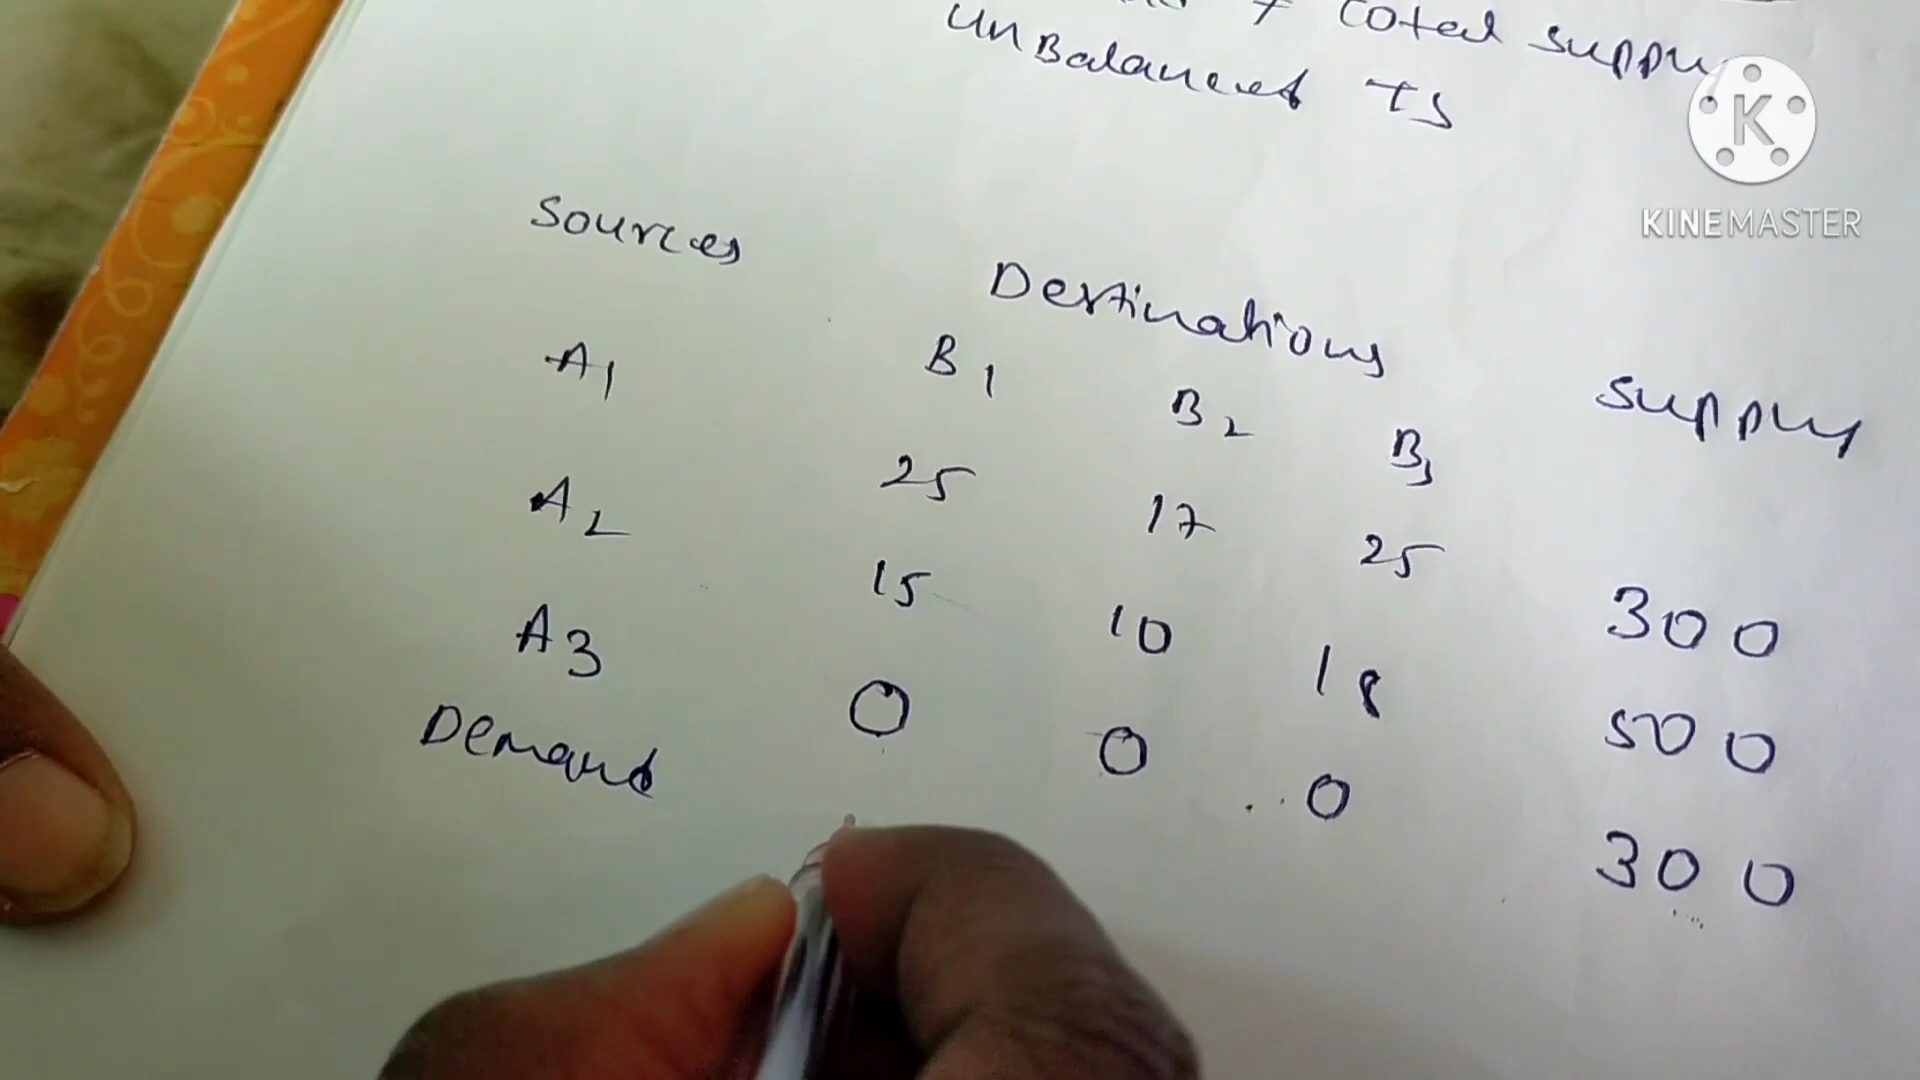 ≠ total supply
UnBalanced TS
K
KINEMASTER
Sources Destinations Supply
A1 B1 B2 B3
A2 25 17 25 300
A3 15 10 18 500
Demand 0 0 0 300